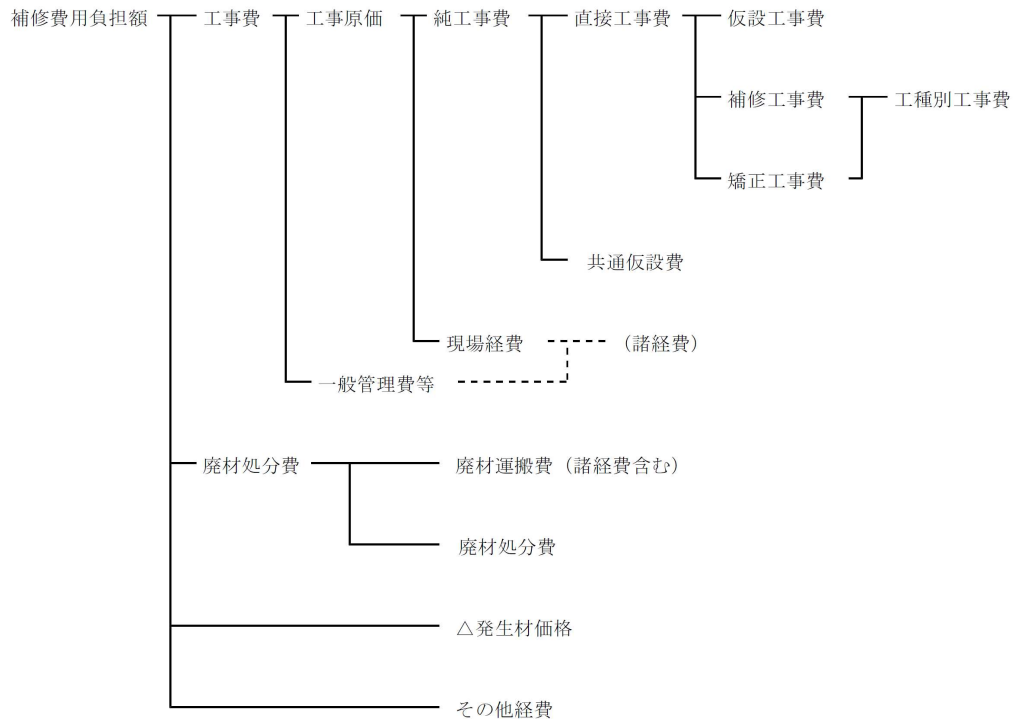 補修費用負担額 工事費 工事原価 純工事費 直接工事費 仮設工事費
補修工事費 工種別工事費
矯正工事費
共通仮設費
現場経費 （諸経費）
一般管理費等
廃材処分費 廃材運搬費（諸経費含む）
廃材処分費
△発生材価格
その他経費